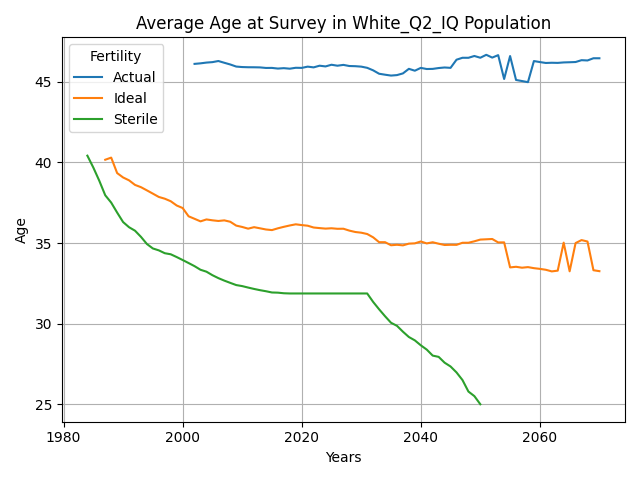 Average Age at Survey in White_Q2_IQ Population
Fertility
Actual
Ideal
Sterile
45
40
35
30
25
Age
1980
2000
2020
2040
2060
Years